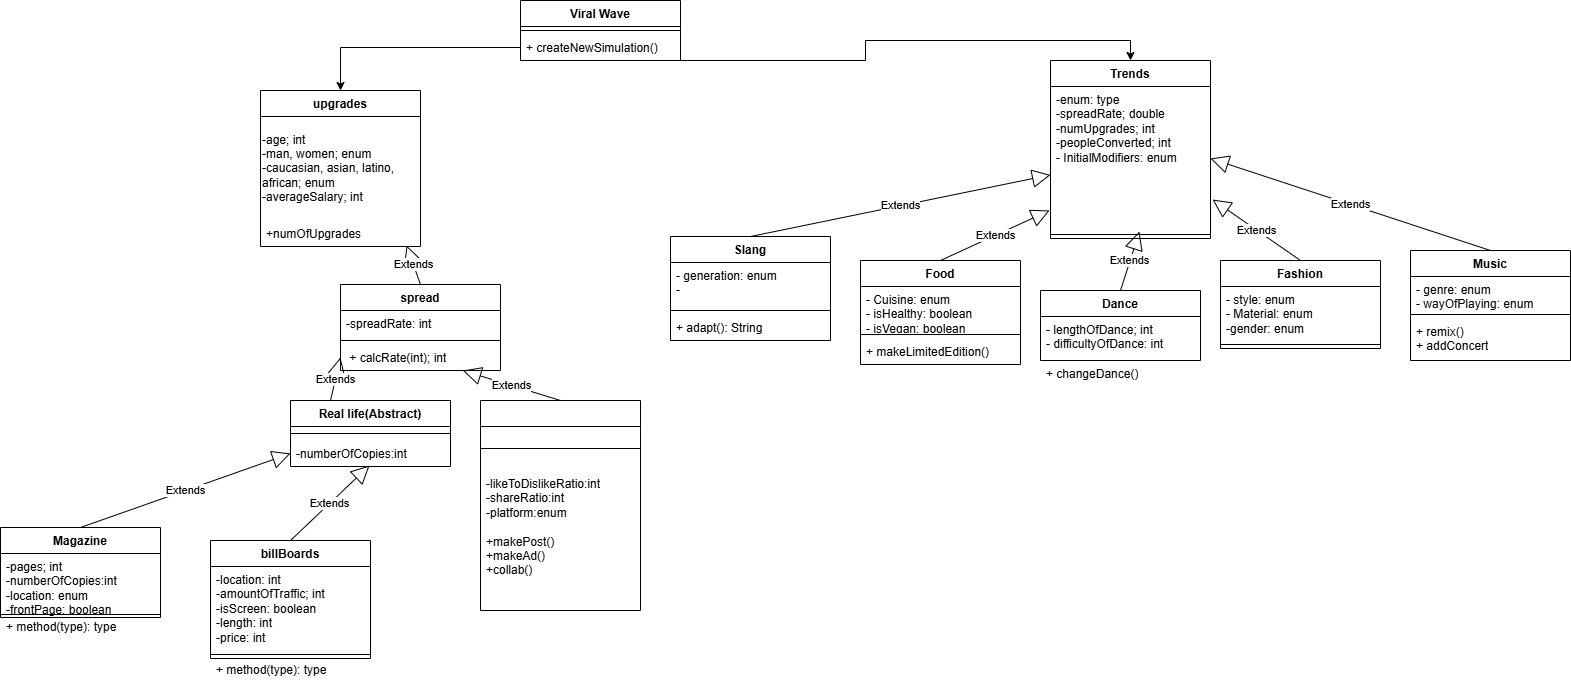 Viral Wave
+ createNewSimulation()
upgrades
-age; int
-man, women; enum
-caucasian, asian, latino,
african; enum
-averageSalary; int
+numOfUpgrades
Extends
spread
-spreadRate: int
+ calcRate(int); int
Extends
Extends
Real life(Abstract)
-numberOfCopies:int
-likeToDislikeRatio:int
-shareRatio:int
-platform:enum
+makePost()
+makeAd()
+collab()
Extends
Extends
Magazine
-pages; int
-numberOfCopies:int
-location: enum
-frontPage: boolean
+ method(type): type
billBoards
-location: int
-amountOfTraffic; int
-isScreen: boolean
-length: int
-price: int
+ method(type): type
Trends
-enum: type
-spreadRate; double
-numUpgrades; int
-peopleConverted; int
- InitialModifiers: enum
Extends
Extends
Extends
Extends
Extends
Slang
- generation: enum
-
+ adapt(): String
Food
- Cuisine: enum
- isHealthy: boolean
- isVegan: boolean
+ makeLimitedEdition()
Dance
- lengthOfDance; int
- difficultyOfDance: int
+ changeDance()
Fashion
- style: enum
- Material: enum
-gender: enum
Music
- genre: enum
- wayOfPlaying: enum
+ remix()
+ addConcert